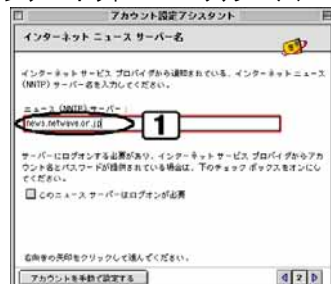 アカウント設定アシスタント
インターネット ニュース サーバー名
インターネット サービス プロバイダから通知されている、インターネットニュース
(NNTP) サーバー名を入力してください。
ニュース (NNTP) サーバー:
news.netwave.or.jp
1
サーバーにログオンする必要があり、インターネット サービス プロバイダからアカ
ウント名とパスワードが提供されている場合は、下のチェック ボックスをオンにし
てください。
このニュース サーバーはログオンが必要
右向きの矢印をクリックして進んでください。
アカウントを手動で設定する
2